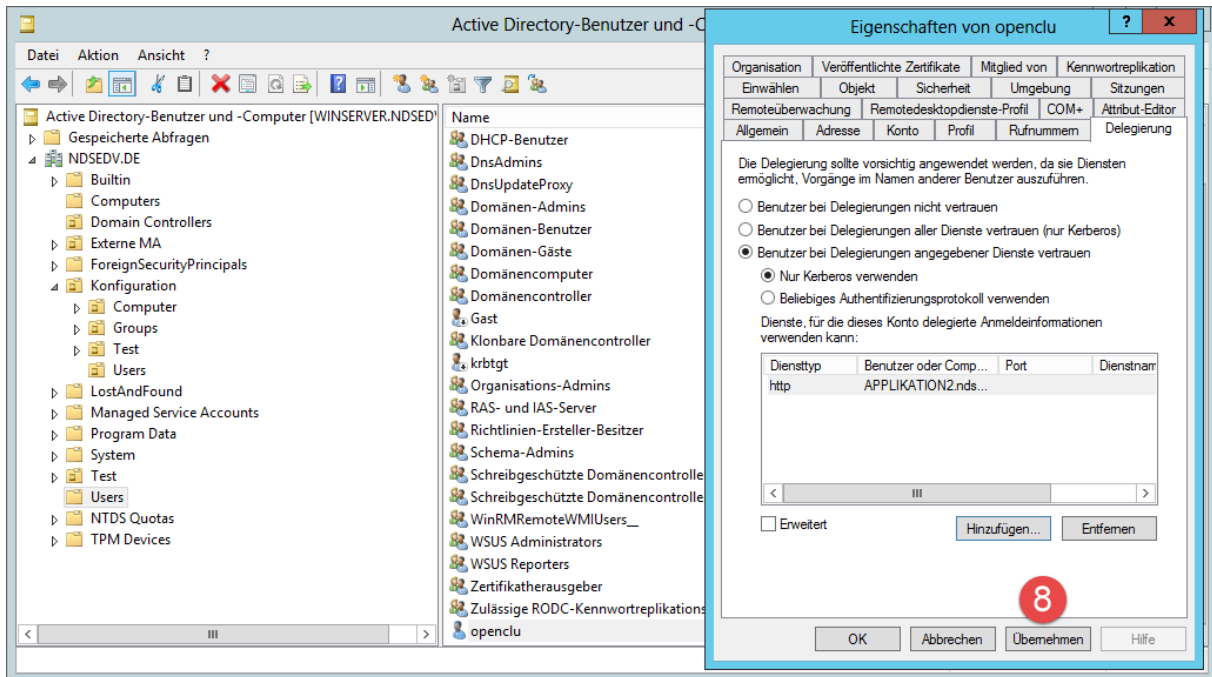 Active Directory-Benutzer und -C
Datei Aktion Ansicht ?
Active Directory-Benutzer und -Computer [WINSERVER.NDSED
Gespeicherte Abfragen
NDSEDV.DE
Builtin
Computers
Domain Controllers
Externe MA
ForeignSecurityPrincipals
Konfiguration
Computer
Groups
Test
Users
LostAndFound
Managed Service Accounts
Program Data
System
Test
Users
NTDS Quotas
TPM Devices
Name
DHCP-Benutzer
DnsAdmins
DnsUpdateProxy
Domänen-Admins
Domänen-Benutzer
Domänen-Gäste
Domänencomputer
Domänencontroller
Gast
Klonbare Domänencontroller
krbtgt
Organisations-Admins
RAS- und IAS-Server
Richtlinien-Ersteller-Besitzer
Schema-Admins
Schreibgeschützte Domänencontrolle
Schreibgeschützte Domänencontrolle
WinRMRemoteWMIUsers__
WSUS Administrators
WSUS Reporters
Zertifikatherausgeber
Zulässige RODC-Kennwortreplikations
openclu
Eigenschaften von openclu ? x
Organisation Veröffentlichte Zertifikate Mitglied von Kennwortreplikation
Einwählen Objekt Sicherheit Umgebung Sitzungen
Remoteüberwachung Remotedesktopdienste-Profil COM+ Attribut-Editor
Allgemein Adresse Konto Profil Rufnummern Delegierung
Die Delegierung sollte vorsichtig angewendet werden, da sie Diensten
ermöglicht, Vorgänge im Namen anderer Benutzer auszuführen.
Benutzer bei Delegierungen nicht vertrauen
Benutzer bei Delegierungen aller Dienste vertrauen (nur Kerberos)
Benutzer bei Delegierungen angegebener Dienste vertrauen
Nur Kerberos verwenden
Beliebiges Authentifizierungsprotokoll verwenden
Dienste, für die dieses Konto delegierte Anmeldeinformationen
verwenden kann:
Diensttyp Benutzer oder Comp... Port Dienstnam
http APPLIKATION2.nds...
Erweitert Hinzufügen... Entfernen
8
OK Abbrechen Übernehmen Hilfe